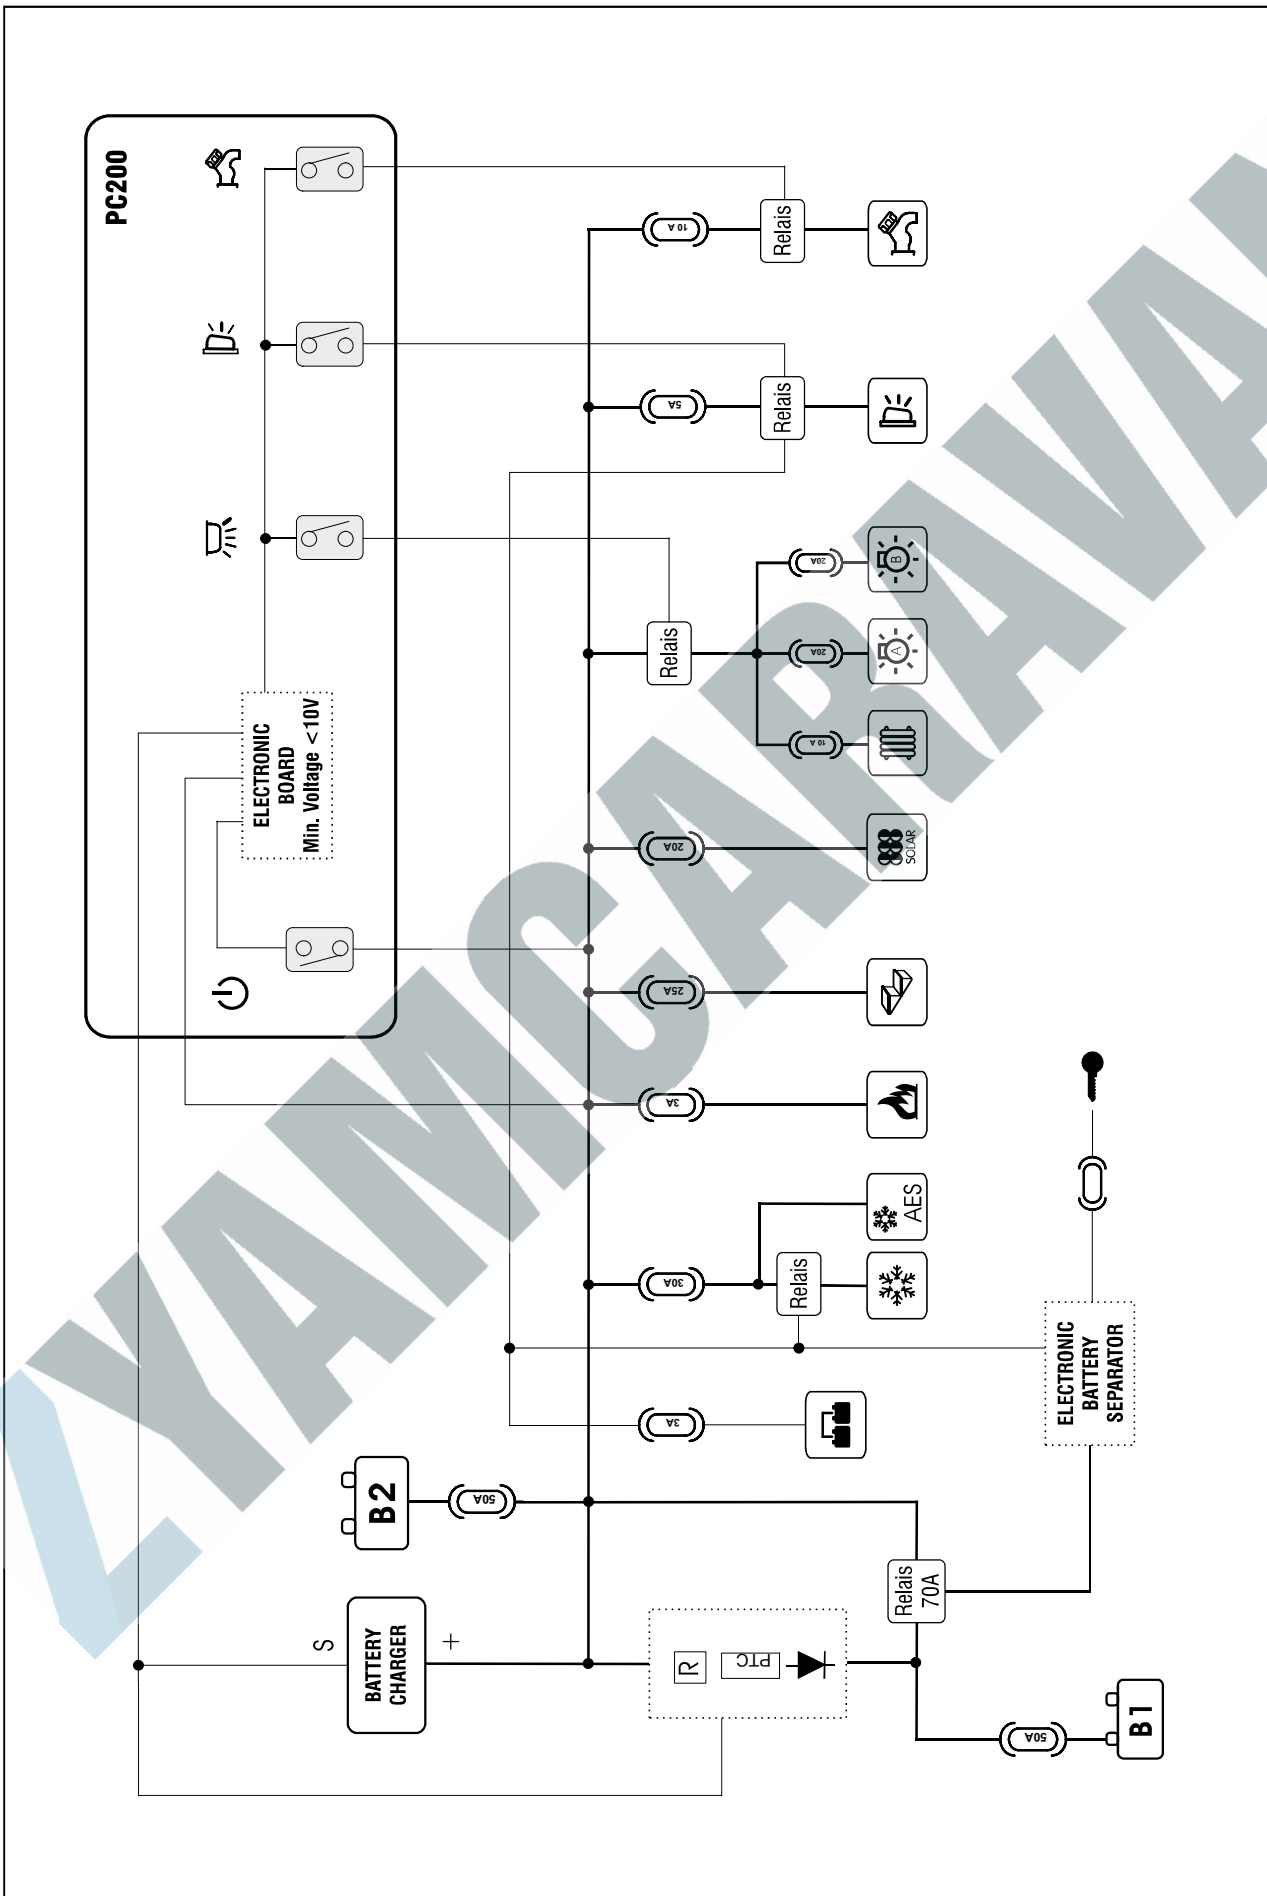 PC200
ELECTRONIC
BOARD
Min. Voltage <10V
10 A
Relais
5A
Relais
Relais
20A
B
20A
A
10 A
20A
SOLAR
25A
3A
30A
AES
Relais
3A
ELECTRONIC
BATTERY
SEPARATOR
B2
50A
S
BATTERY
CHARGER
+
R
PTC
Relais
70A
50A
B1
YAMCARAVA